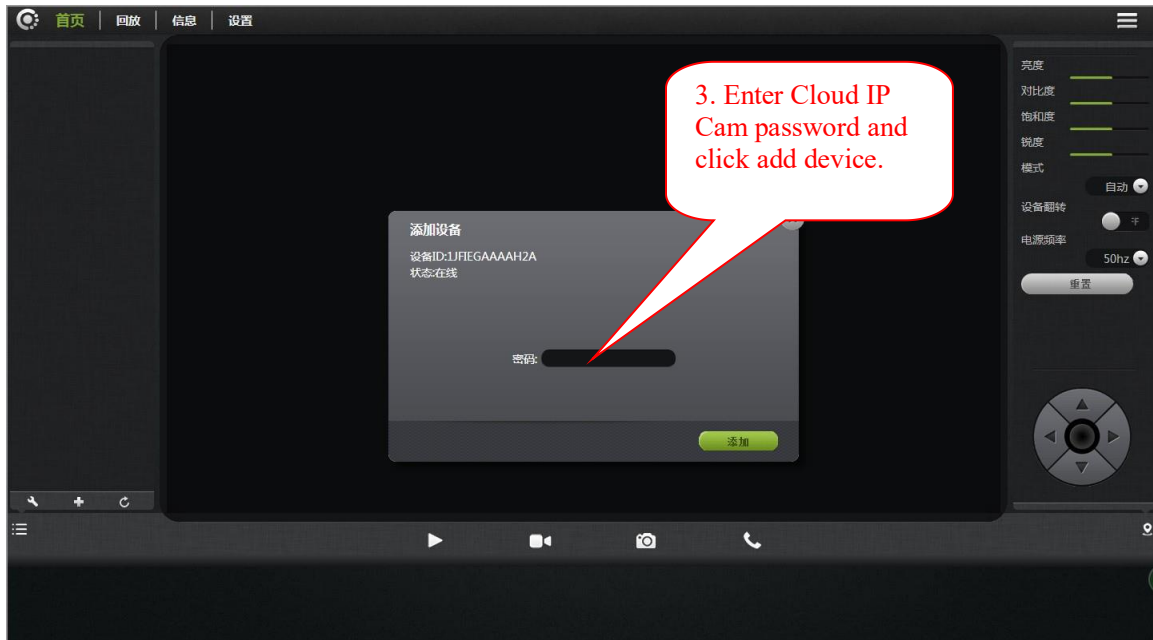 首页 回放 信息 设置
3. Enter Cloud IP
Cam password and
click add device.
添加设备
设备ID:1JFIEGAAAAH2A
状态:在线
密码:
添加
亮度
对比度
饱和度
锐度
模式
自动
设备翻转
电源频率
50hz
重置